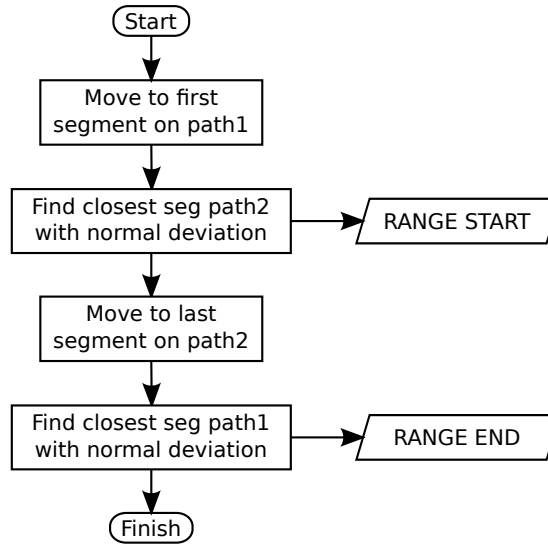 Start
Move to first
segment on path1
Find closest seg path2
with normal deviation
RANGE START
Move to last
segment on path2
Find closest seg path1
with normal deviation
RANGE END
Finish